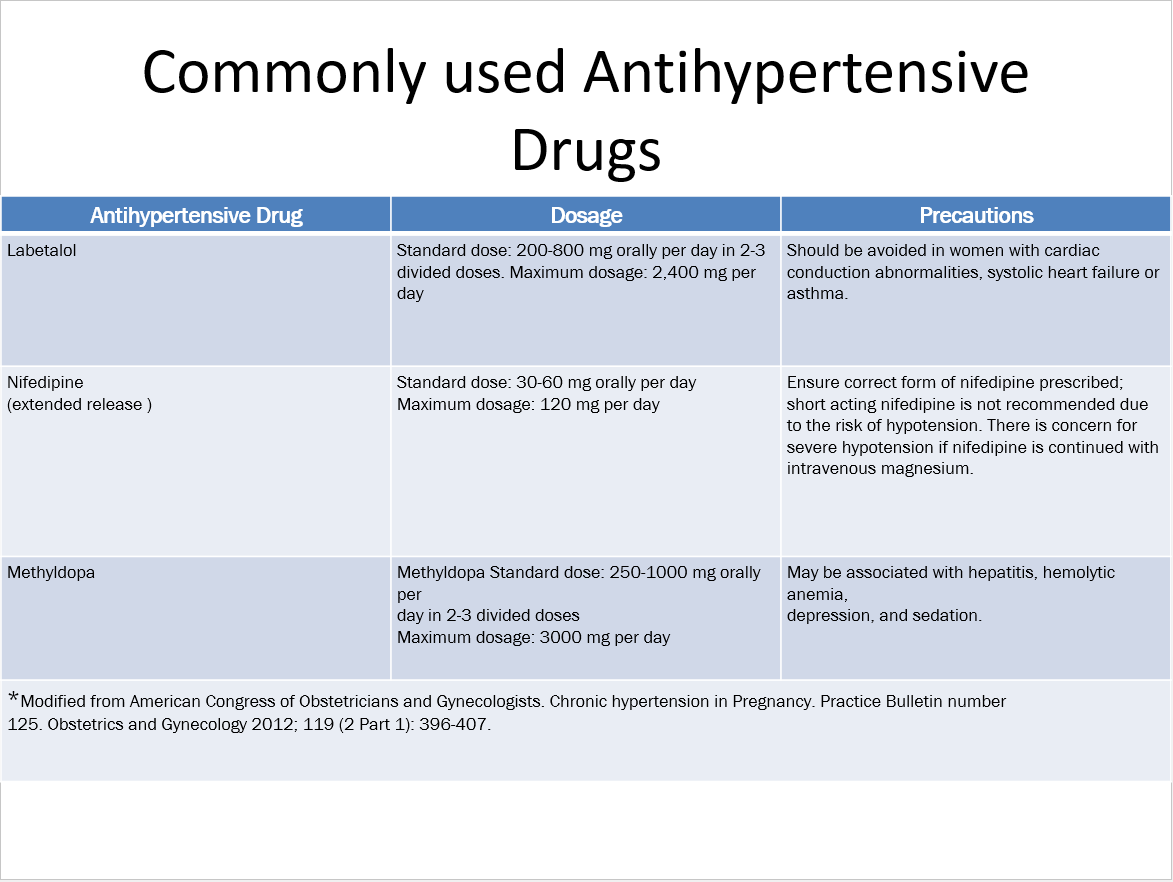 Commonly used Antihypertensive
Drugs
Antihypertensive Drug
Dosage
Precautions
Labetalol
Standard dose: 200-800 mg orally per day in 2-3
divided doses. Maximum dosage: 2,400 mg per
day
Should be avoided in women with cardiac
conduction abnormalities, systolic heart failure or
asthma.
Nifedipine
(extended release )
Standard dose: 30-60 mg orally per day
Maximum dosage: 120 mg per day
Ensure correct form of nifedipine prescribed;
short acting nifedipine is not recommended due
to the risk of hypotension. There is concern for
severe hypotension if nifedipine is continued with
intravenous magnesium.
Methyldopa
Methyldopa Standard dose: 250-1000 mg orally
per
day in 2-3 divided doses
Maximum dosage: 3000 mg per day
May be associated with hepatitis, hemolytic
anemia,
depression, and sedation.
*Modified from American Congress of Obstetricians and Gynecologists. Chronic hypertension in Pregnancy. Practice Bulletin number
125. Obstetrics and Gynecology 2012; 119 (2 Part 1): 396-407.